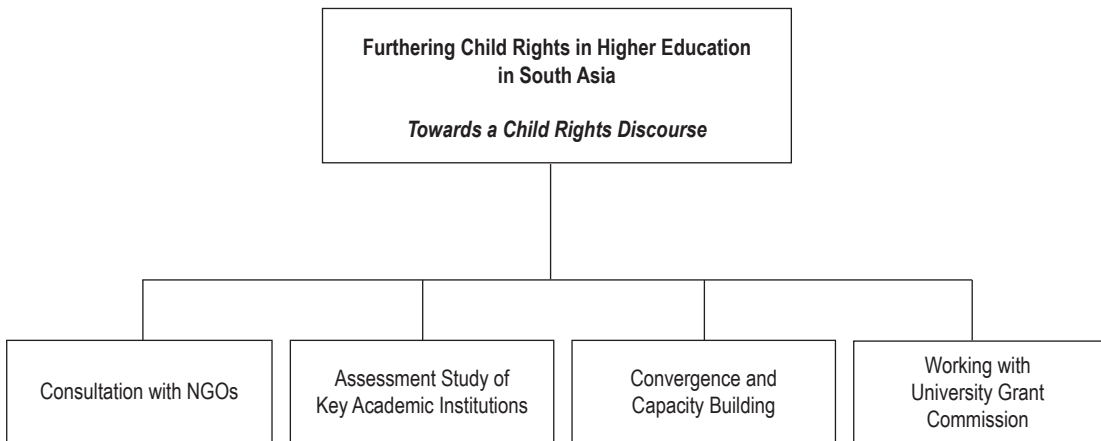 Furthering Child Rights in Higher Education
in South Asia
Towards a Child Rights Discourse
Consultation with NGOs
Assessment Study of
Key Academic Institutions
Convergence and
Capacity Building
Working with
University Grant
Commission